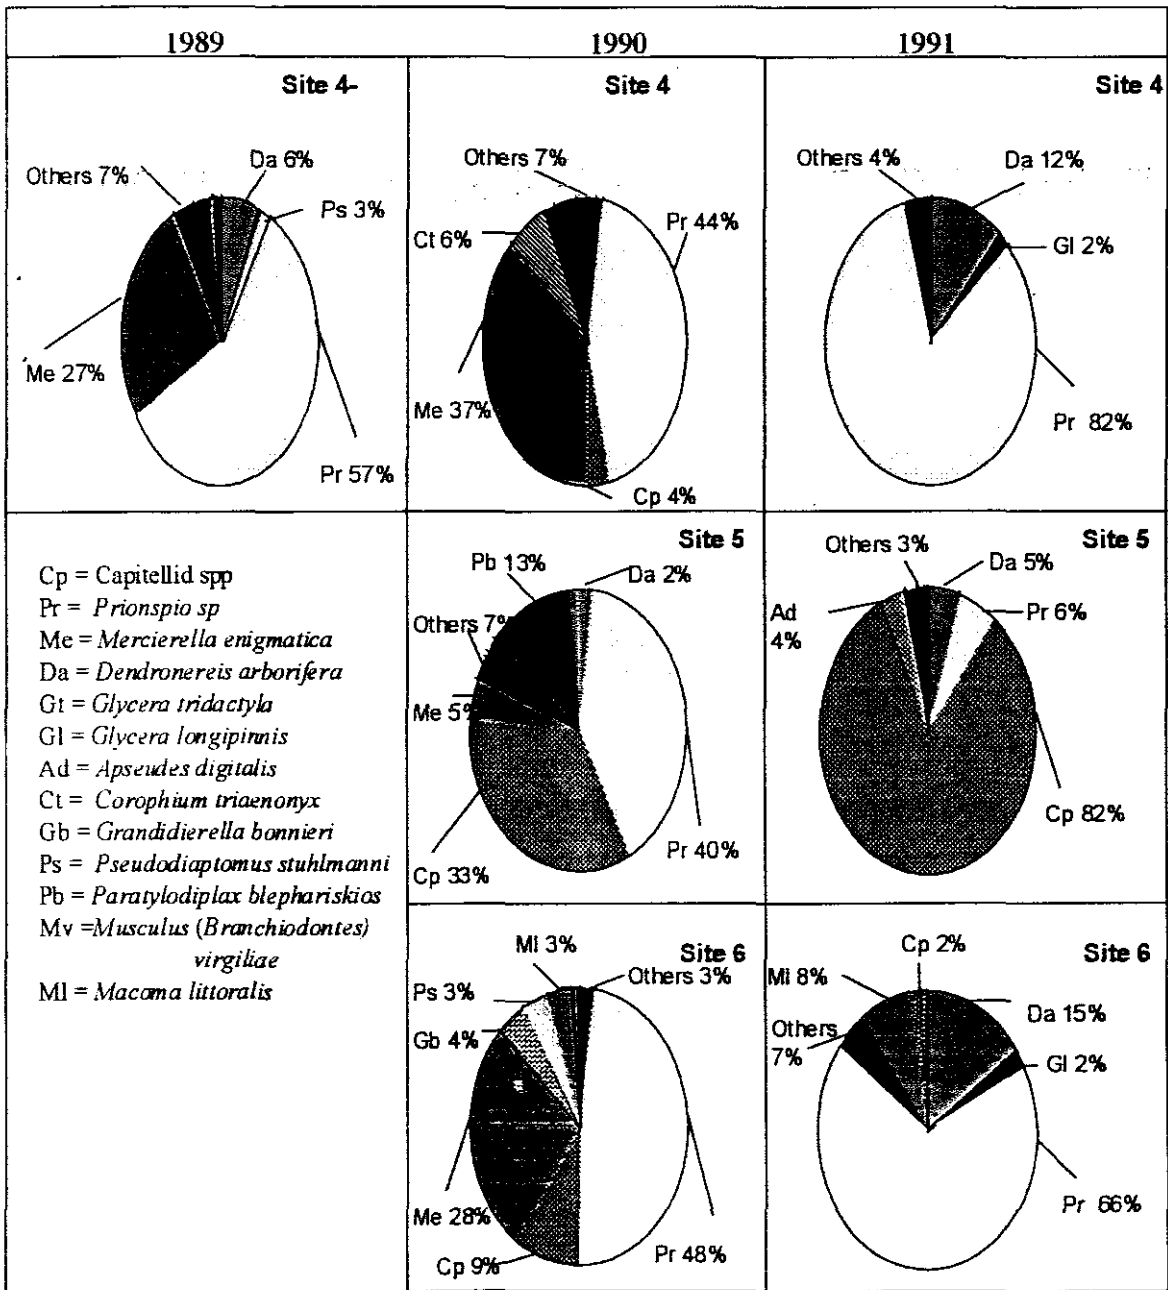 1989
1990
1991
Site 4-
Others 7%
Da 6%
Ps 3%
Me 27%
Pr 57%
Site 4
Others 7%
Ct 6%
Pr 44%
Me 37%
Cp 4%
Site 4
Others 4%
Da 12%
Gl 2%
Pr 82%
Cp = Capitellid spp
Pr = Prionspio sp
Me = Mercierella enigmatica
Da = Dendronereis arborifera
Gt = Glycera tridactyla
Gl = Glycera longipinnis
Ad = Apseudes digitalis
Ct = Corophium triaenonyx
Gb = Grandidierella bonnieri
Ps = Pseudodiaptomus stuhlmanni
Pb = Paratylodiplax blephariskios
Mv =Musculus (Branchiodontes)
virgiliae
Ml = Macoma littoralis
Site 5
Pb 13%
Da 2%
Others 7%
Me 5%
Cp 33%
Pr 40%
Site 5
Others 3%
Da 5%
Ad
4%
Pr 6%
Cp 82%
Site 6
Ml 3%
Others 3%
Ps 3%
Gb 4%
Me 28%
Cp 9%
Pr 48%
Site 6
Cp 2%
Ml 8%
Da 15%
Others
7%
Gl 2%
Pr 66%